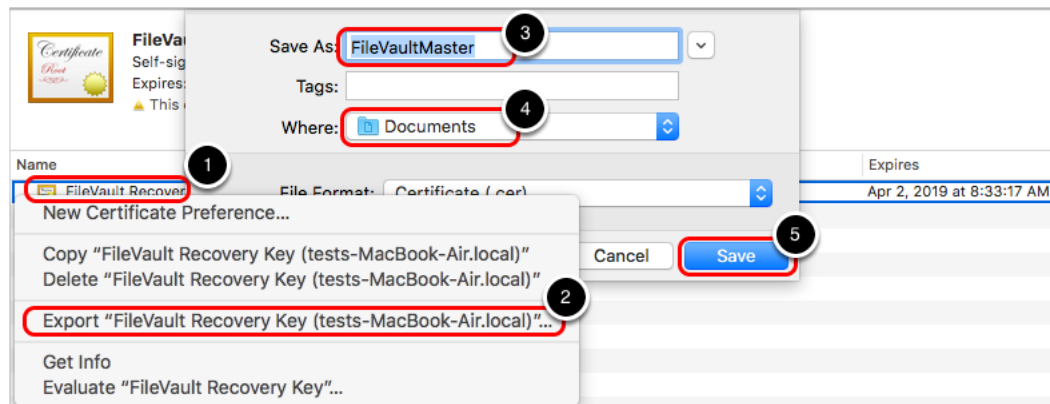 Certificate
Root
FileVau
Self-sig
Expires:
This
Save As: FileVaultMaster
3
Tags:
4
Where: Documents
1
Name
Expires
FileVault Recover
File Format: Certificate (.cer)
Apr 2, 2019 at 8:33:17 AM
New Certificate Preference...
5
Copy “FileVault Recovery Key (tests-MacBook-Air.local)”
Cancel
Save
Delete “FileVault Recovery Key (tests-MacBook-Air.local)”
2
Export “FileVault Recovery Key (tests-MacBook-Air.local)”...
Get Info
Evaluate “FileVault Recovery Key”...